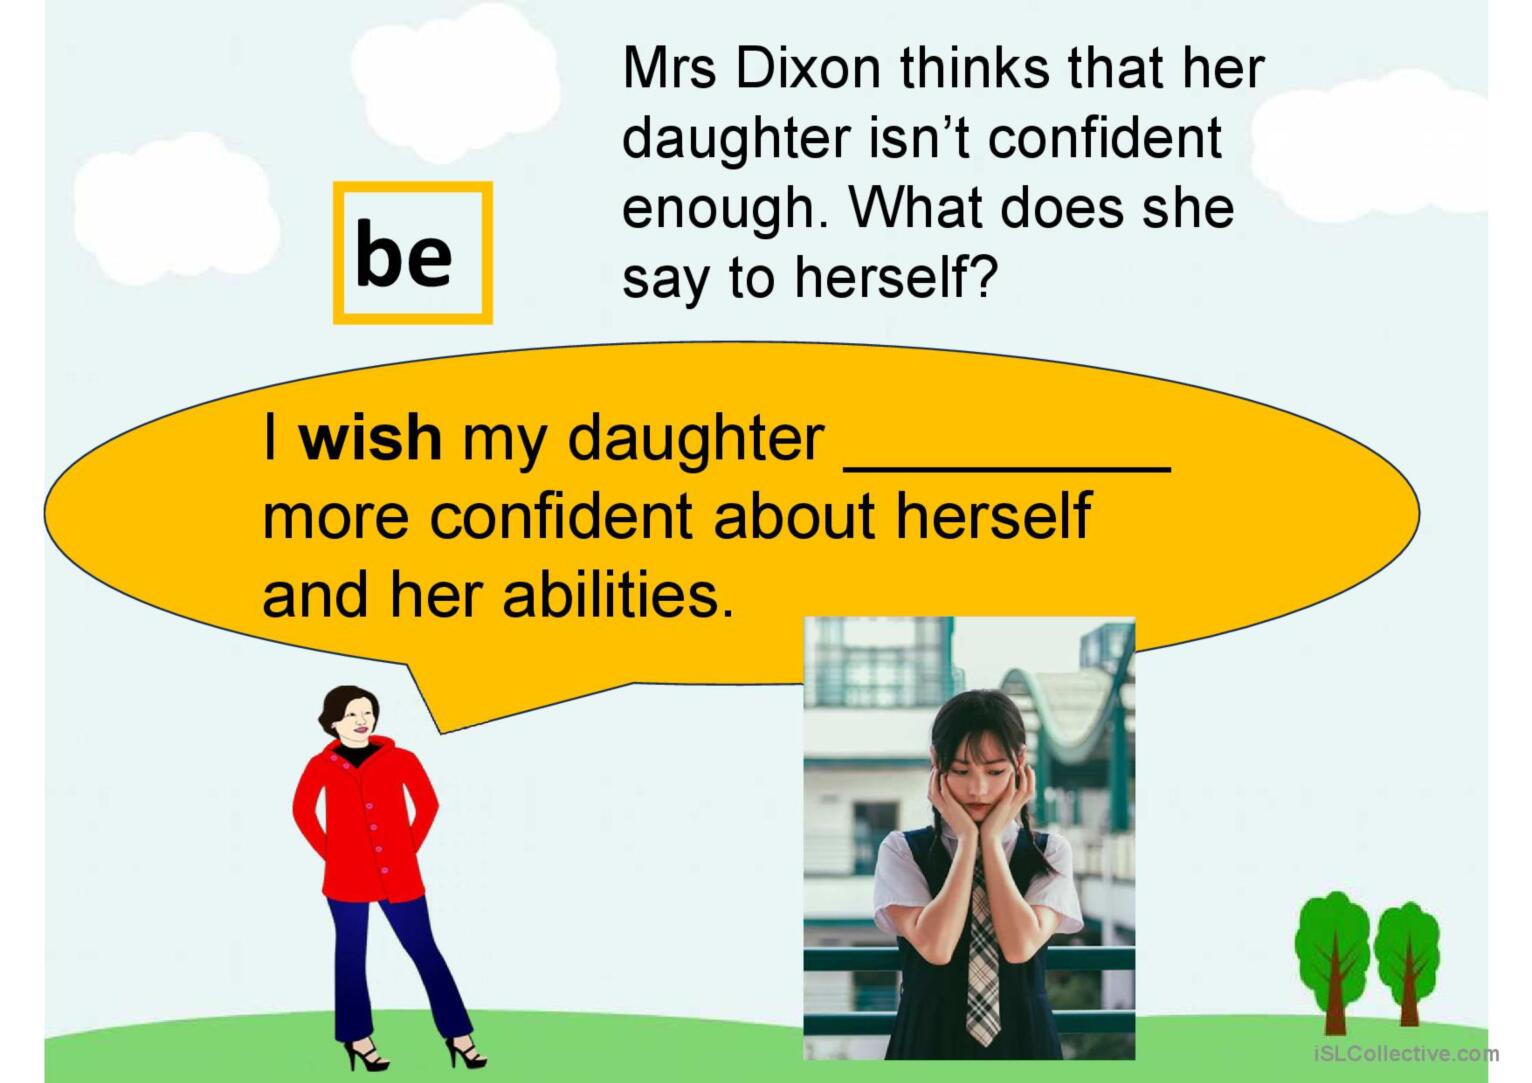 Mrs Dixon thinks that her
daughter isn’t confident
enough. What does she
say to herself?
be
I wish my daughter __________
more confident about herself
and her abilities.
iSLCollective.com